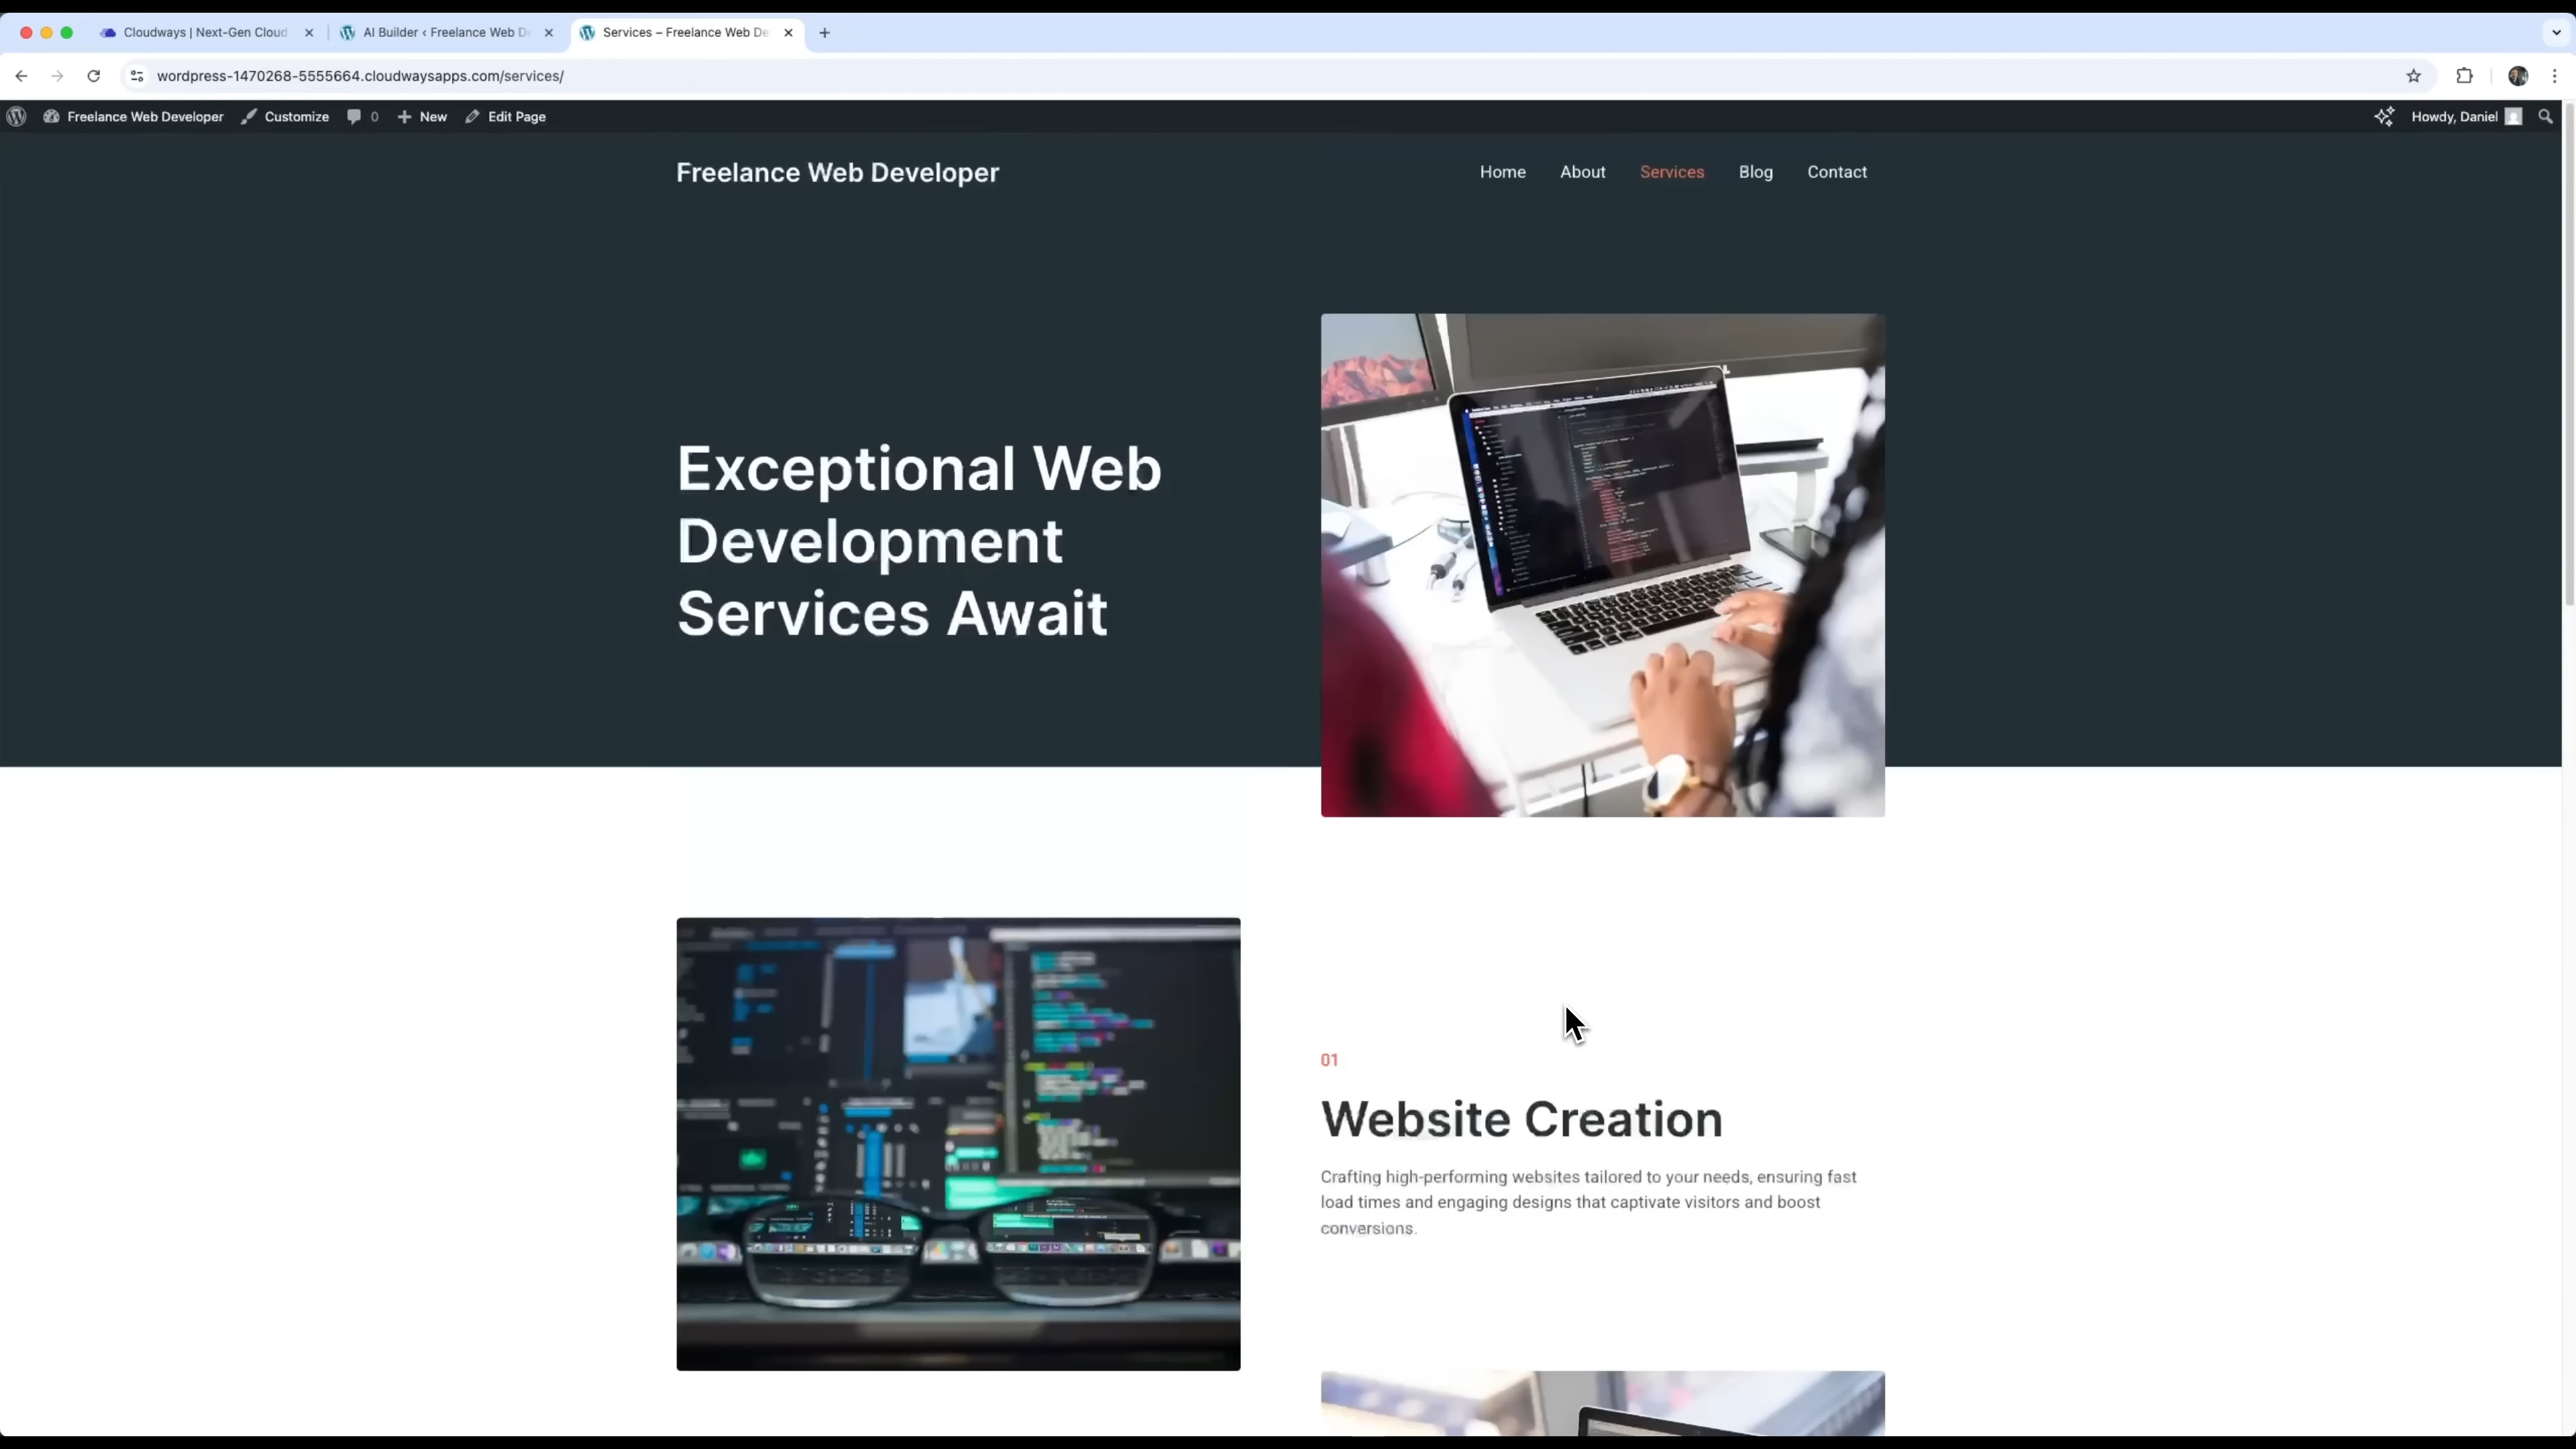 Cloudways | Next-Gen Cloud
AI Builder ‹ Freelance Web D
Services – Freelance Web De
wordpress-1470268-5555664.cloudwaysapps.com/services/
Freelance Web Developer
Customize
0
New
Edit Page
Howdy, Daniel
Freelance Web Developer
Home
About
Services
Blog
Contact
Exceptional Web
Development
Services Await
01
Website Creation
Crafting high-performing websites tailored to your needs, ensuring fast
load times and engaging designs that captivate visitors and boost
conversions.